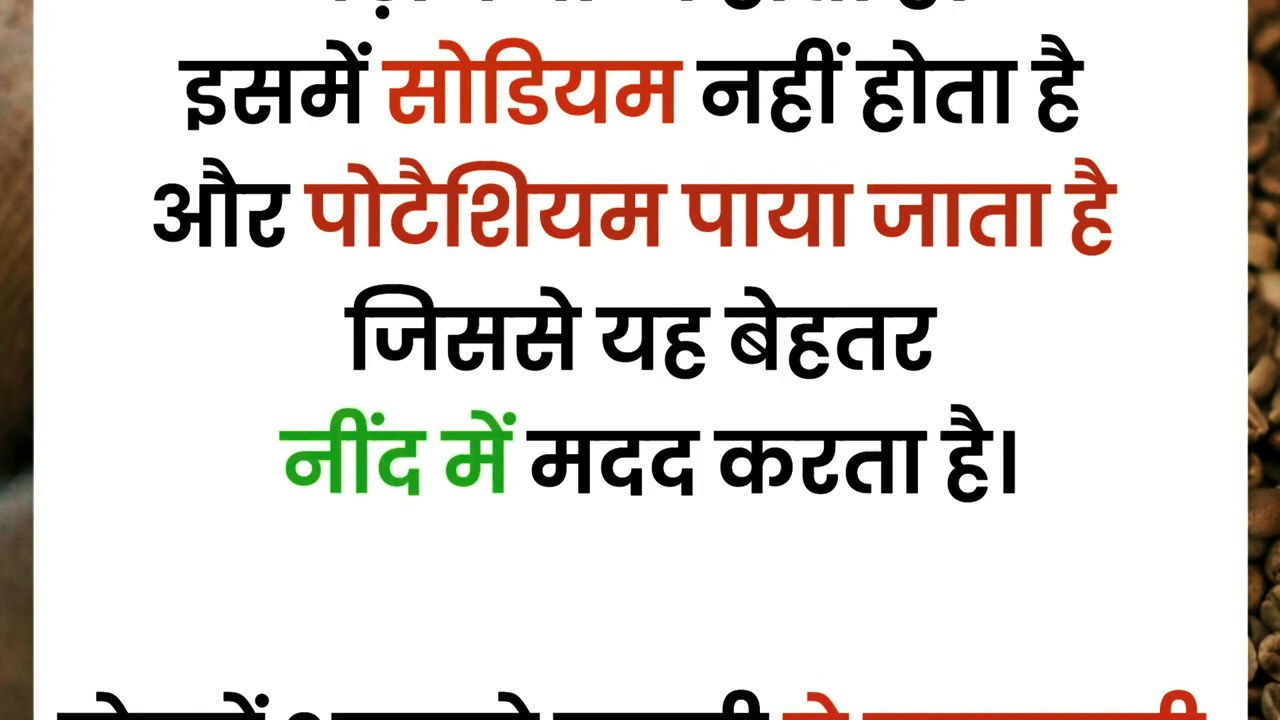 इसमें सोडियम नहीं होता है
और पोटैशियम पाया जाता है
जिससे यह बेहतर
नींद में मदद करता है।